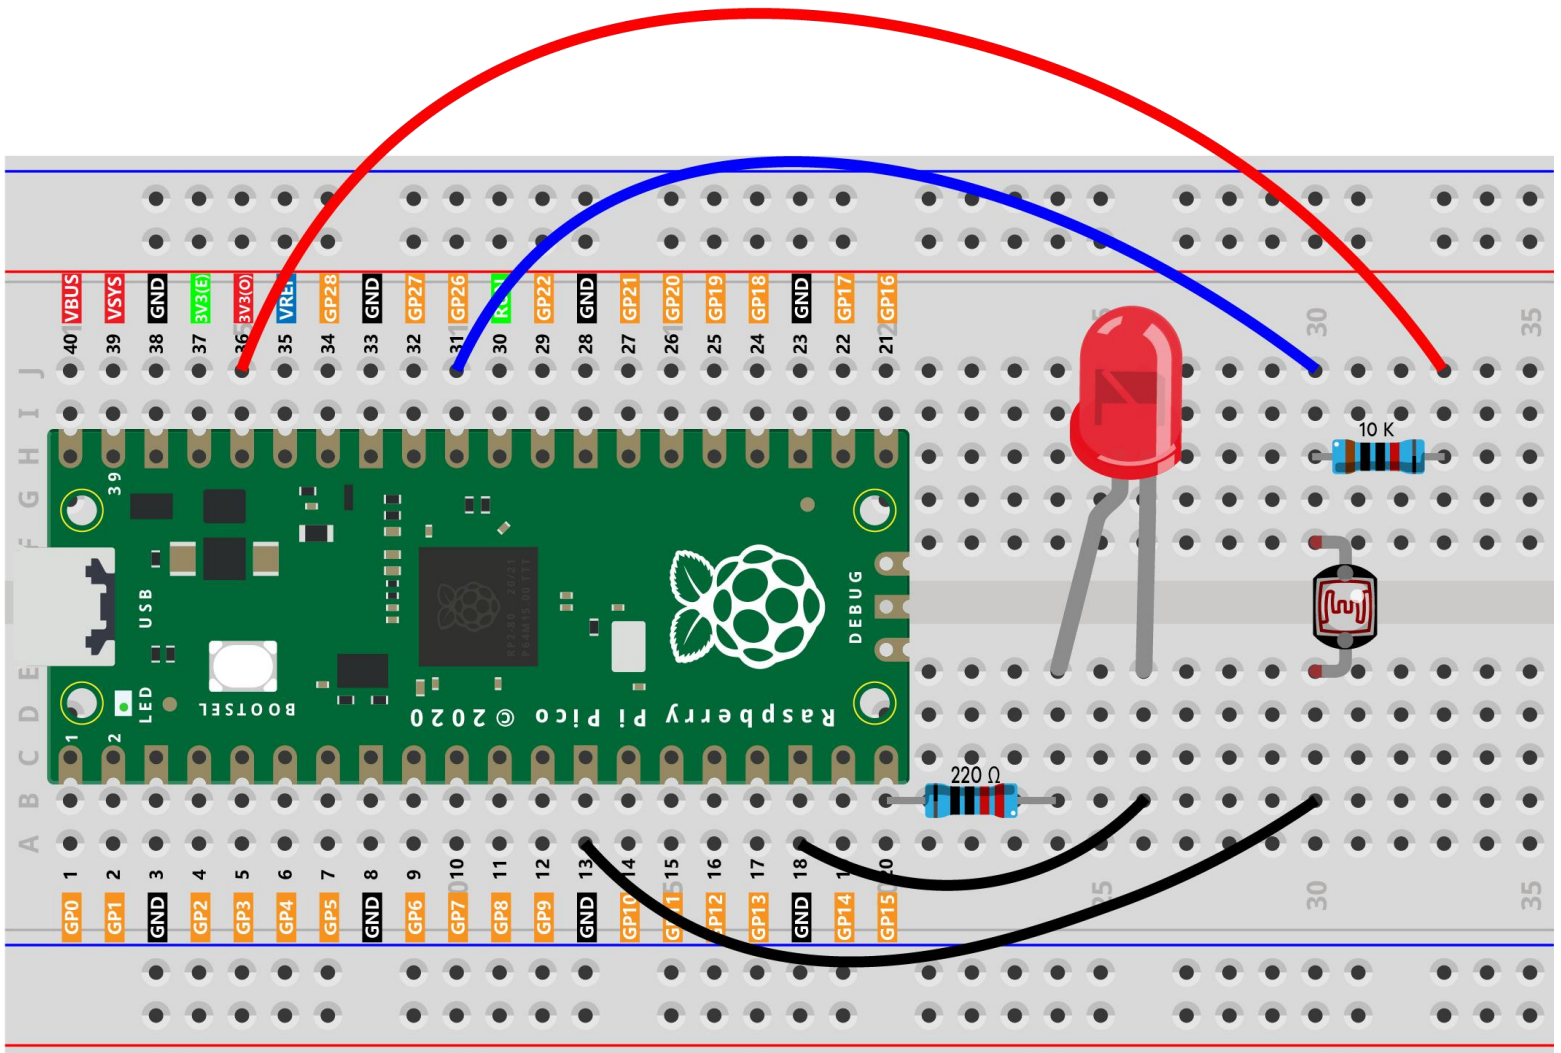 VBUS VSYS GND 3V3(E) 3V3(O) VREF GP28 GND GP27 GP26 RUN GP22 GND GP21 GP20 GP19 GP18 GND GP17 GP16
40 39 38 37 36 35 34 33 32 31 30 29 28 27 26 25 24 23 22 21
30 35
J
I
H
G
F
E
D
C
B
A
10 K
39
USB
DEBUG
LED
BOOTSEL
Raspberry Pi Pico © 2020
1 2
220 Ω
1 2 3 4 5 6 7 8 9 10 11 12 13 14 15 16 17 18 19 20
25 30 35
GP0 GP1 GND GP2 GP3 GP4 GP5 GND GP6 GP7 GP8 GP9 GND GP10 GP11 GP12 GP13 GND GP14 GP15